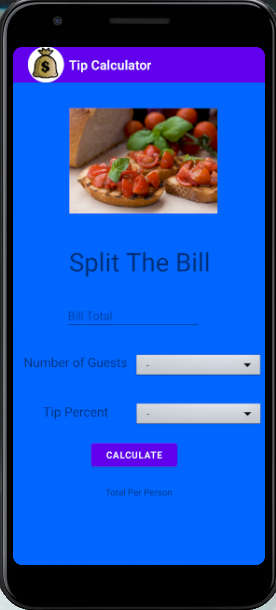 $
Tip Calculator
Split The Bill
Bill Total
Number of Guests -
Tip Percent -
CALCULATE
Total Per Person